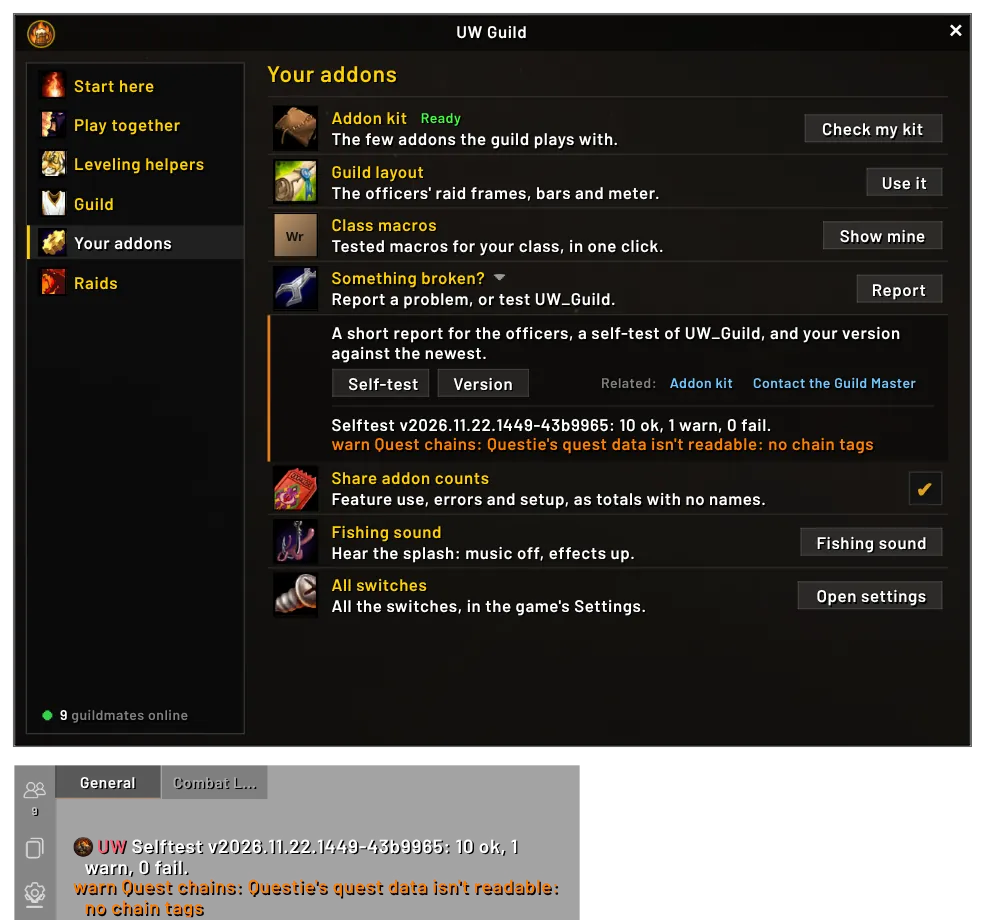 UW Guild
Start here
Play together
Leveling helpers
Guild
Your addons
Raids
9 guildmates online
Your addons
Addon kit Ready
The few addons the guild plays with.
Check my kit
Guild layout
The officers' raid frames, bars and meter.
Use it
Wr
Class macros
Tested macros for your class, in one click.
Show mine
Something broken?
Report a problem, or test UW_Guild.
Report
A short report for the officers, a self-test of UW_Guild, and your version
against the newest.
Self-test Version Related: Addon kit Contact the Guild Master
Selftest v2026.11.22.1449-43b9965: 10 ok, 1 warn, 0 fail.
warn Quest chains: Questie's quest data isn't readable: no chain tags
Share addon counts
Feature use, errors and setup, as totals with no names.
Fishing sound
Hear the splash: music off, effects up.
Fishing sound
All switches
All the switches, in the game's Settings.
Open settings
General Combat L...
9
UW Selftest v2026.11.22.1449-43b9965: 10 ok, 1
warn, 0 fail.
warn Quest chains: Questie's quest data isn't readable:
no chain tags